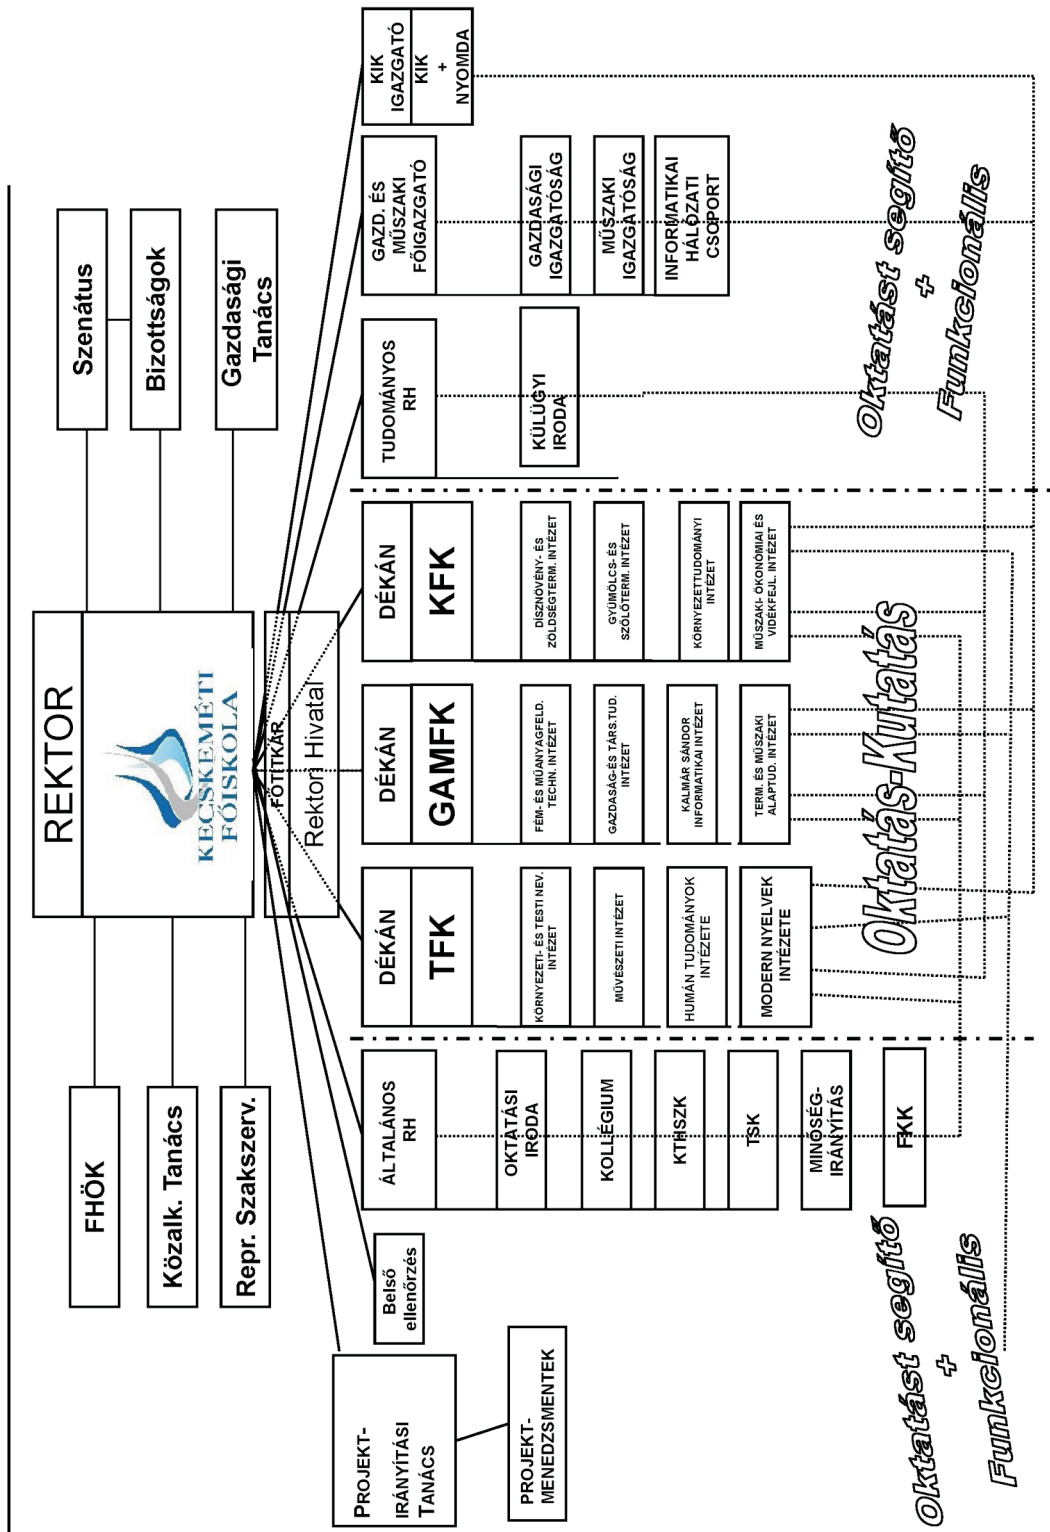 REKTOR
KECSKEMÉTI
FŐISKOLA
FŐTITKÁR
Rektori Hivatal
FHÖK
Közalk. Tanács
Repr. Szakszerv.
Szenátus
Bizottságok
Gazdasági
Tanács
PROJEKT-
IRÁNYÍTÁSI
TANÁCS
PROJEKT-
MENEDZSMENTEK
Belső
ellenőrzés
ÁLTALÁNOS
RH
OKTATÁSI
IRODA
KOLLÉGIUM
KTHSZK
TSK
MINŐSÉG-
IRÁNYÍTÁS
FKK
DÉKÁN
TFK
KÖRNYEZETI- ÉS TESTI NEV.
INTÉZET
MŰVÉSZETI INTÉZET
HUMÁN TUDOMÁNYOK
INTÉZETE
MODERN NYELVEK
INTÉZETE
DÉKÁN
GAMFK
FÉM- ÉS MŰANYAGFELD.
TECHN. INTÉZET
GAZDASÁG-ÉS TÁRS.TUD.
INTÉZET
KALMÁR SÁNDOR
INFORMATIKAI INTÉZET
TERM. ÉS MŰSZAKI
ALAPTUD. INTÉZET
DÉKÁN
KFK
DÍSZNÖVÉNY- ÉS
ZÖLDSÉGTERM. INTÉZET
GYÜMÖLCS- ÉS
SZŐLŐTERM. INTÉZET
KÖRNYEZETTUDOMÁNYI
INTÉZET
MŰSZAKI- ÖKONÓMIAI ÉS
VIDÉKFEJL. INTÉZET
TUDOMÁNYOS
RH
KÜLÜGYI
IRODA
GAZD. ÉS
MŰSZAKI
FŐIGAZGATÓ
GAZDASÁGI
IGAZGATÓSÁG
MŰSZAKI
IGAZGATÓSÁG
INFORMATIKAI
HÁLÓZATI
CSOPORT
KIK
IGAZGATÓ
KIK
+
NYOMDA
Oktatást segítő
+
Funkcionális
Oktatás-Kutatás
Oktatást segítő
+
Funkcionális